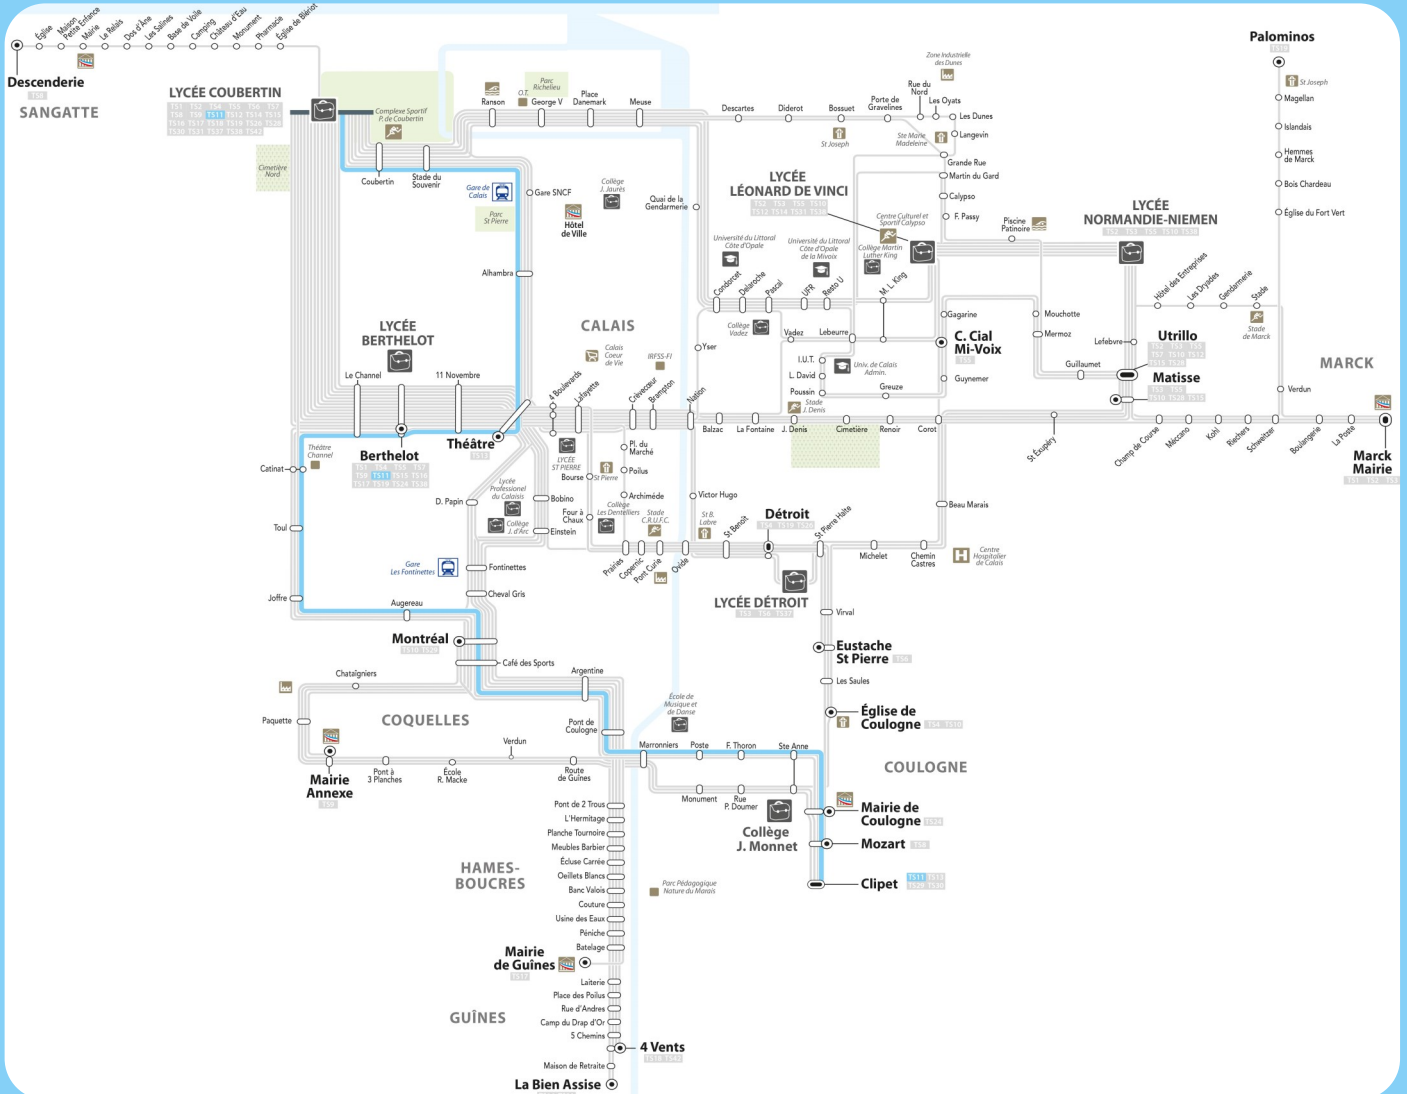 Église
Maison
Petite Enfance
Mairie
Le Relais
Dos d'Âne
Les Salines
Base de Voile
Camping
Château d'Eau
Monument
Pharmacie
Église de Blériot
Descenderie
TS8
SANGATTE
LYCÉE COUBERTIN
TS11
Cimetière
Nord
Complexe Sportif
P. de Coubertin
Coubertin
Stade du
Souvenir
Ranson
O.T.
Parc
Richelieu
George V
Place
Danemark
Meuse
Descartes
Diderot
Bossuet
St Joseph
Porte de
Gravelines
Zone Industrielle
des Dunes
Rue du
Nord
Les Oyats
Les Dunes
Langevin
Ste Marie
Madeleine
Grande Rue
Martin du Gard
Calypso
F. Passy
Palominos
St Joseph
Magellan
Islandais
Hemmes
de Marck
Bois Chardeau
Église du Fort Vert
Gare de
Calais
Gare SNCF
Parc
St Pierre
Hôtel
de Ville
Collège
J. Jaurès
Quai de la
Gendarmerie
LYCÉE
LÉONARD DE VINCI
Centre Culturel et
Sportif Calypso
Collège Martin
Luther King
Piscine
Patinoire
LYCÉE
NORMANDIE-NIEMEN
Université du Littoral
Côte d'Opale
Université du Littoral
Côte d'Opale
de la Mivoix
Condorcet
Delaroche
Pascal
UFR
Resto U
M. L. King
Alhambra
Hôtel des Entreprises
Les Dryades
Gendarmerie
Stade
Stade
de Marck
LYCÉE
BERTHELOT
CALAIS
Calais
Coeur
de Vie
IRFSS-FI
Collège
Vadez
Yser
Vadez
Lebeurre
I.U.T.
L. David
Poussin
Univ. de Calais
Admin.
Greuze
Gagarine
C. Cial
Mi-Voix
Guynemer
Mouchotte
Mermoz
Guillaumet
Lefebvre
Utrillo
Matisse
MARCK
Verdun
Le Channel
11 Novembre
4 Boulevards
Lafayette
Crèvecœur
Brampton
Nation
Balzac
La Fontaine
Stade
J. Denis
J. Denis
Cimetière
Renoir
Corot
St Exupéry
Champ de Course
Mécano
Kohl
Riechers
Schweitzer
Boulangerie
La Poste
Marck
Mairie
TS1 TS2 TS3
Théâtre
Berthelot
TS11
Théâtre
Channel
Catinat
Toul
Joffre
LYCÉE
ST PIERRE
Bourse
St Pierre
Pl. du
Marché
Poilus
Archimède
Four à
Chaux
Collège
Les Dentelliers
Stade
C.R.U.F.C.
Lycée
Professionel
du Calaisis
Collège
J. d'Arc
D. Papin
Bobino
Einstein
Victor Hugo
St B.
Labre
St Benoît
Détroit
St Pierre Halte
Michelet
Chemin
Castres
Beau Marais
Centre
Hospitalier
de Calais
Prairies
Copernic
Pont Curie
Ovide
LYCÉE DÉTROIT
Gare
Les Fontinettes
Fontinettes
Cheval Gris
Augereau
Montréal
Café des Sports
Chataîgniers
Argentine
Pont de
Coulogne
Paquette
COQUELLES
Mairie
Annexe
Pont à
3 Planches
École
R. Macke
Verdun
Route
de Guînes
École de
Musique et
de Danse
Marronniers
Poste
F. Thoron
Ste Anne
Monument
Rue
P. Doumer
Collège
J. Monnet
Virval
Eustache
St Pierre
Les Saules
Église de
Coulogne
COULOGNE
Mairie de
Coulogne
Mozart
Clipet
TS11
Pont de 2 Trous
L'Hermitage
Planche Tournoire
Meubles Barbier
Écluse Carrée
Oeillets Blancs
Banc Valois
Couture
Usine des Eaux
Péniche
Batelage
HAMES-
BOUCRES
Parc Pédagogique
Nature du Marais
Mairie
de Guînes
TS17
Laiterie
Place des Poilus
Rue d'Andres
Camp du Drap d'Or
5 Chemins
GUÎNES
4 Vents
Maison de Retraite
La Bien Assise